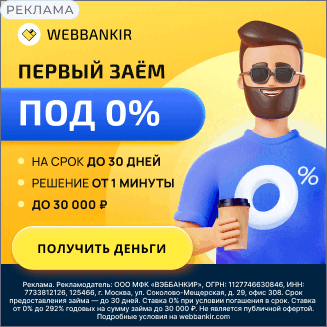 РЕКЛАМА
WEBBANKIR
ПЕРВЫЙ ЗАЁМ
ПОД 0%
0%
НА СРОК ДО 30 ДНЕЙ
РЕШЕНИЕ ОТ 1 МИНУТЫ
ДО 30 000 ₽
ПОЛУЧИТЬ ДЕНЬГИ
Реклама. Рекламодатель: ООО МФК «ВЭББАНКИР», ОГРН: 1127746630846, ИНН:
7733812126, 125466, г. Москва, ул. Соколово-Мещерская, д. 29, офис 308. Срок
предоставления займа — до 30 дней. Ставка 0% при условии погашения в срок. Ставка
от 0% до 292% годовых на сумму займа до 30 000 ₽. Не является публичной офертой.
Подробные условия на webbankir.com